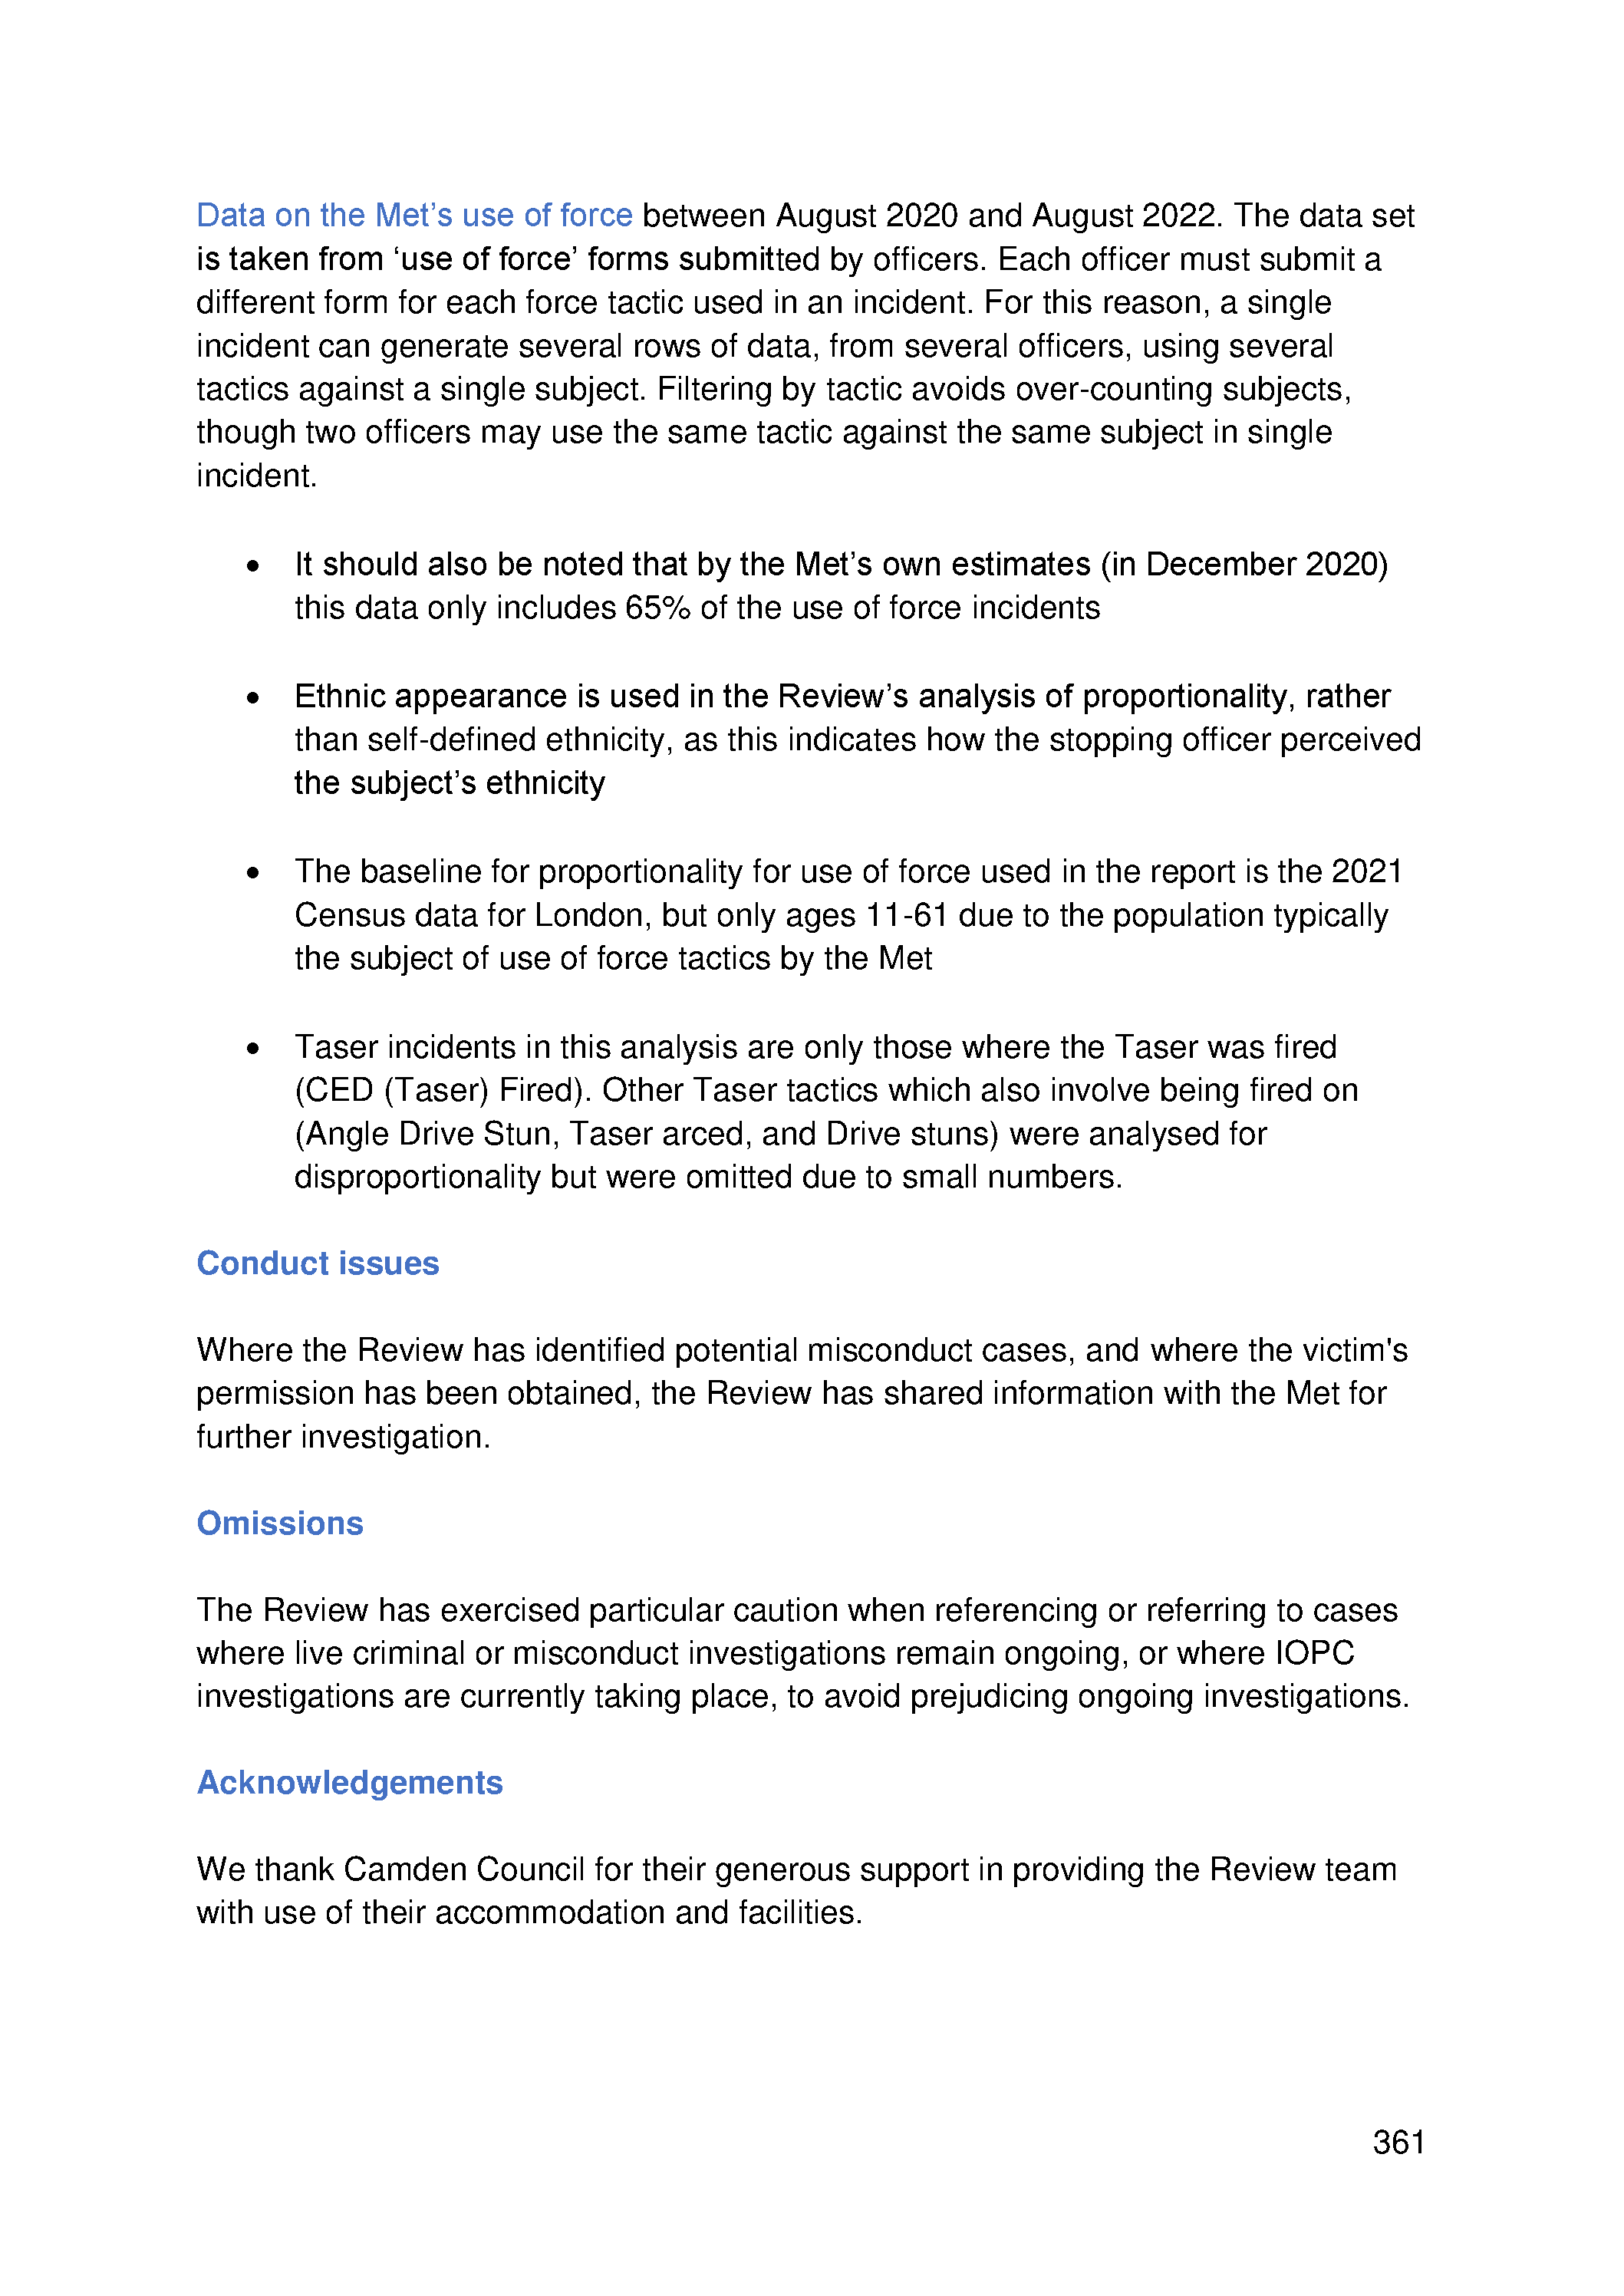 Data on the Met’s use of force between August 2020 and August 2022. The data set
is taken from ‘use of force’ forms submitted by officers. Each officer must submit a
different form for each force tactic used in an incident. For this reason, a single
incident can generate several rows of data, from several officers, using several
tactics against a single subject. Filtering by tactic avoids over-counting subjects,
though two officers may use the same tactic against the same subject in single
incident.
• It should also be noted that by the Met’s own estimates (in December 2020)
this data only includes 65% of the use of force incidents
• Ethnic appearance is used in the Review’s analysis of proportionality, rather
than self-defined ethnicity, as this indicates how the stopping officer perceived
the subject’s ethnicity
• The baseline for proportionality for use of force used in the report is the 2021
Census data for London, but only ages 11-61 due to the population typically
the subject of use of force tactics by the Met
• Taser incidents in this analysis are only those where the Taser was fired
(CED (Taser) Fired). Other Taser tactics which also involve being fired on
(Angle Drive Stun, Taser arced, and Drive stuns) were analysed for
disproportionality but were omitted due to small numbers.
Conduct issues
Where the Review has identified potential misconduct cases, and where the victim's
permission has been obtained, the Review has shared information with the Met for
further investigation.
Omissions
The Review has exercised particular caution when referencing or referring to cases
where live criminal or misconduct investigations remain ongoing, or where IOPC
investigations are currently taking place, to avoid prejudicing ongoing investigations.
Acknowledgements
We thank Camden Council for their generous support in providing the Review team
with use of their accommodation and facilities.
361